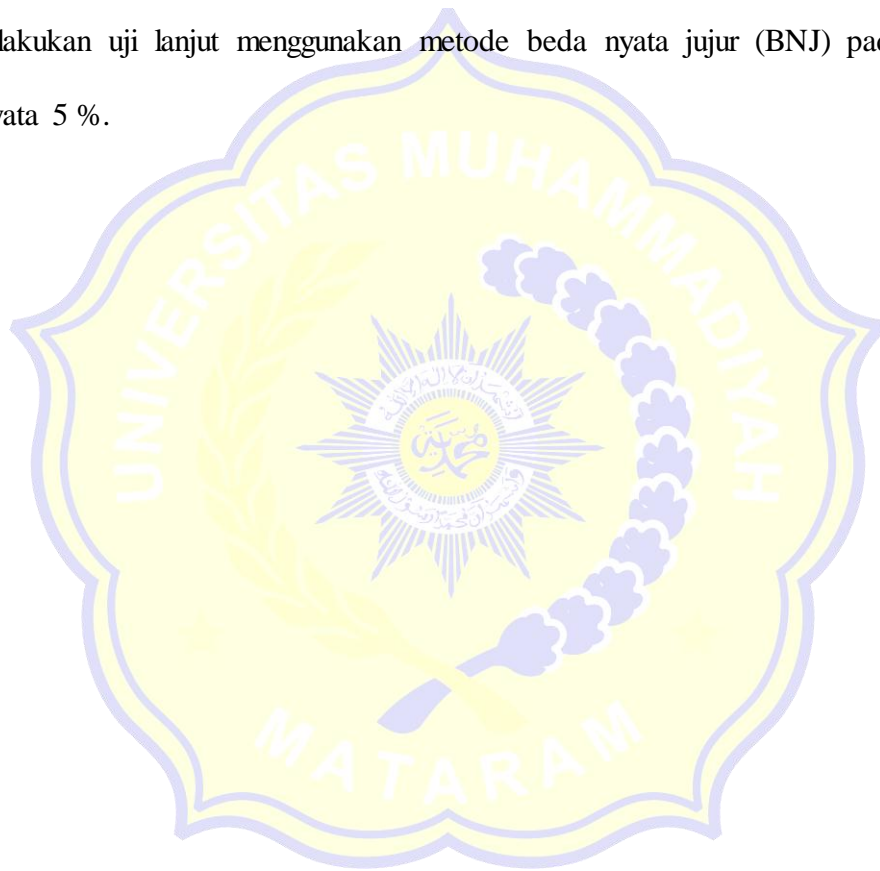 lakukan uji lanjut menggunakan metode beda nyata jujur (BNJ) pad
yata 5 %.
UNIVERSITAS MUHAMMADIYAH
MATARAM